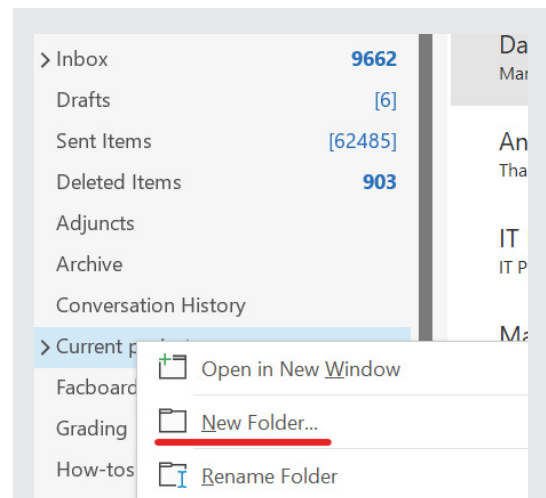 Inbox 9662
Drafts [6]
Sent Items [62485]
Deleted Items 903
Adjuncts
Archive
Conversation History
Current
Facboard
Grading
How-tos
Open in New Window
New Folder...
Rename Folder
Da
Mar
An
Tha
IT
IT P
Ma